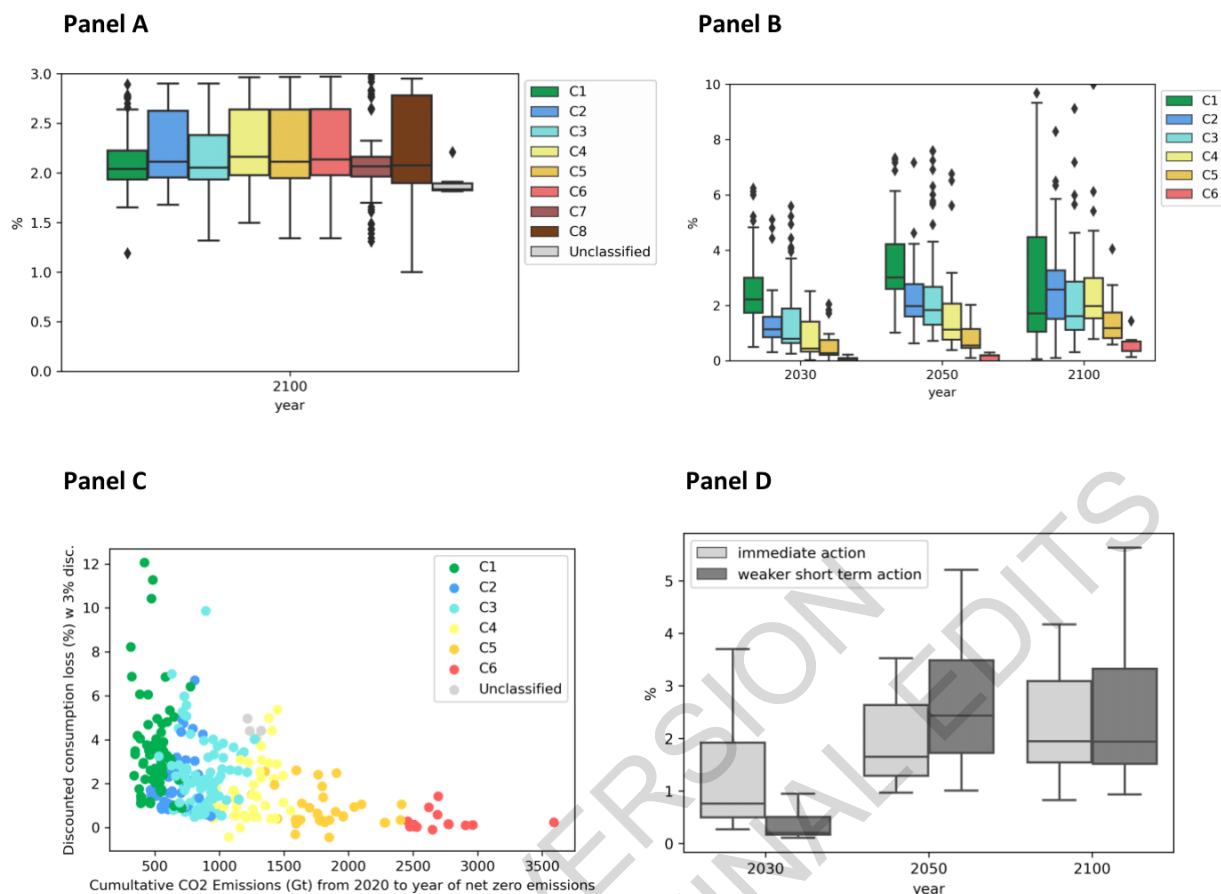 Panel A
3.0
2.5
2.0
1.5
1.0
0.5
0.0
%
2100
year
C1
C2
C3
C4
C5
C6
C7
C8
Unclassified
Panel B
10
8
6
4
2
0
%
2030 2050 2100
year
C1
C2
C3
C4
C5
C6
Panel C
Discounted consumption loss (%) w 3% disc.
12
10
8
6
4
2
0
500 1000 1500 2000 2500 3000 3500
Cumultative CO2 Emissions (Gt) from 2020 to year of net zero emissions
C1
C2
C3
C4
C5
C6
Unclassified
Panel D
immediate action
weaker short term action
5
4
3
2
1
0
%
2030 2050 2100
year
VERSION
EDITS